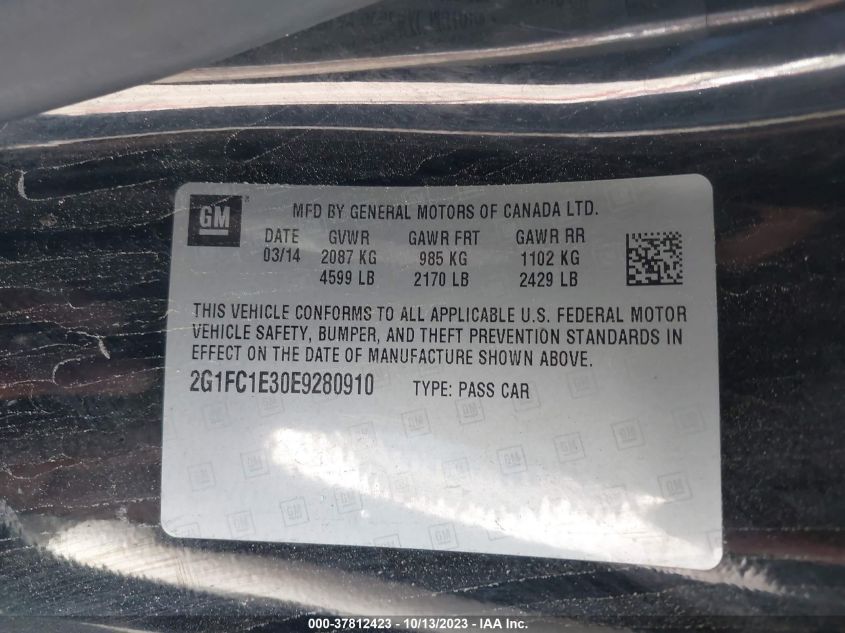 GM
MFD BY GENERAL MOTORS OF CANADA LTD.
DATE GVWR GAWR FRT GAWR RR
03/14 2087 KG 985 KG 1102 KG
4599 LB 2170 LB 2429 LB
THIS VEHICLE CONFORMS TO ALL APPLICABLE U.S. FEDERAL MOTOR
VEHICLE SAFETY, BUMPER, AND THEFT PREVENTION STANDARDS IN
EFFECT ON THE DATE OF MANUFACTURE SHOWN ABOVE.
2G1FC1E30E9280910 TYPE: PASS CAR
000-37812423 - 10/13/2023 - IAAI.com